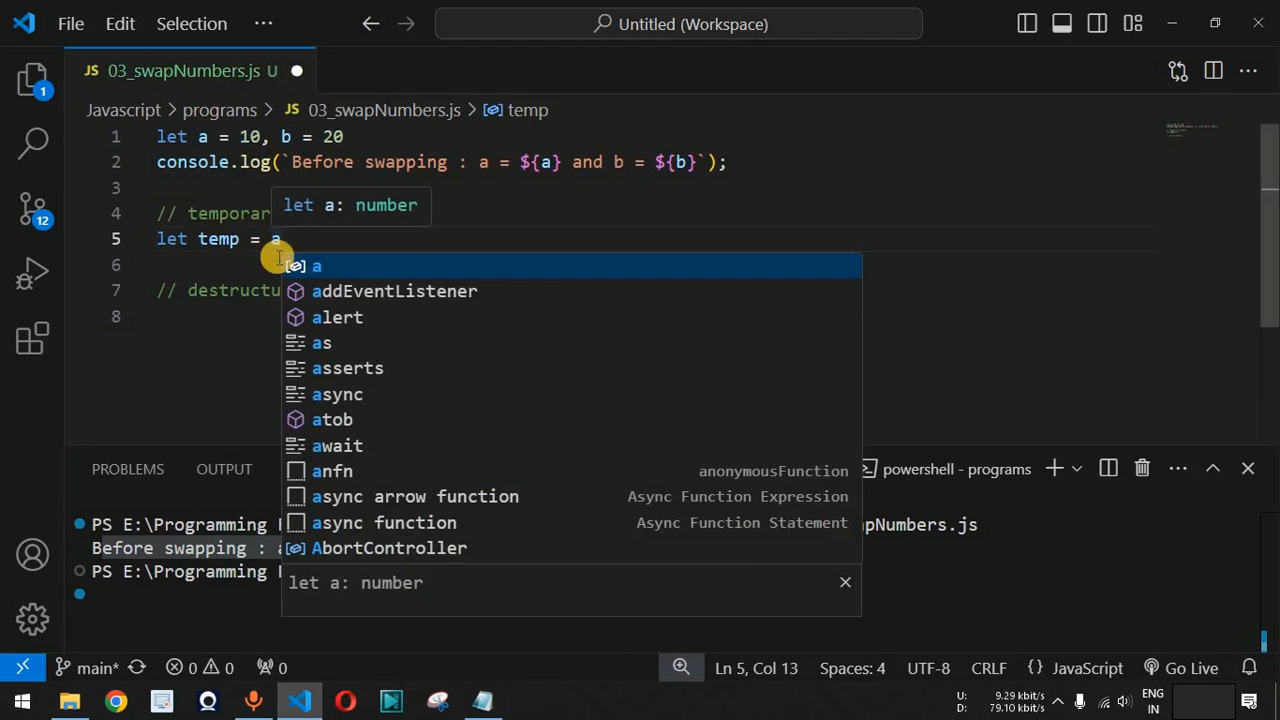 File Edit Selection ··· Untitled (Workspace)
JS 03_swapNumbers.js U
Javascript > programs > JS 03_swapNumbers.js > temp
1 let a = 10, b = 20
2 console.log(`Before swapping : a = ${a} and b = ${b}`);
3
let a: number
4 // temporar
5 let temp = a
6
7 // destructu
8
a
addEventListener
alert
as
asserts
async
atob
await
anfn anonymousFunction
async arrow function Async Function Expression
async function Async Function Statement
AbortController
let a: number
PROBLEMS OUTPUT powershell - programs
PS E:\Programming apNumbers.js
Before swapping : a
PS E:\Programming
1
12
main* 0 0 0 Ln 5, Col 13 Spaces: 4 UTF-8 CRLF {} JavaScript Go Live
U: 9.29 kbit/s
D: 79.10 kbit/s
ENG
IN